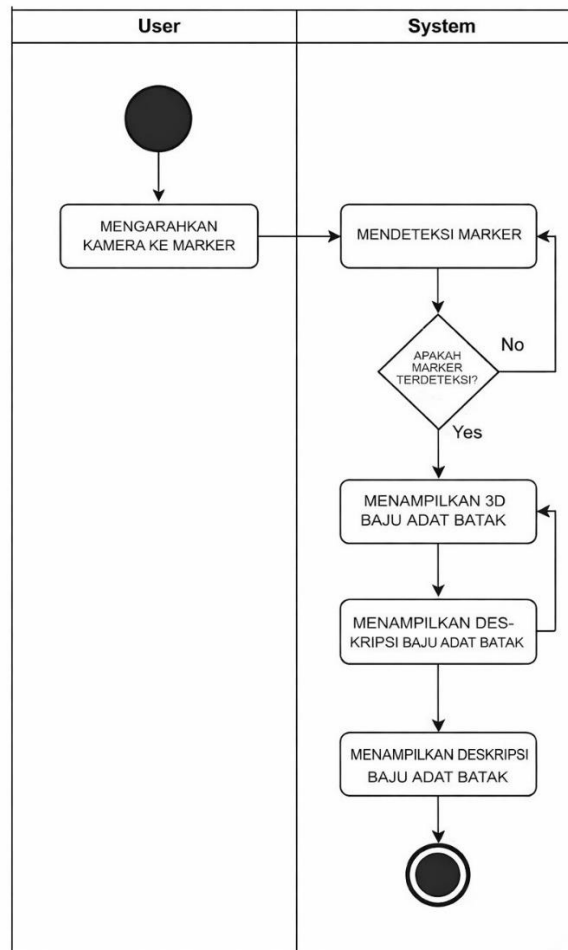 User
System
MENGARAHKAN
KAMERA KE MARKER
MENDETEKSI MARKER
APAKAH
MARKER
TERDETEKSI?
No
Yes
MENAMPILKAN 3D
BAJU ADAT BATAK
MENAMPILKAN DES-
KRIPSI BAJU ADAT BATAK
MENAMPILKAN DESKRIPSI
BAJU ADAT BATAK